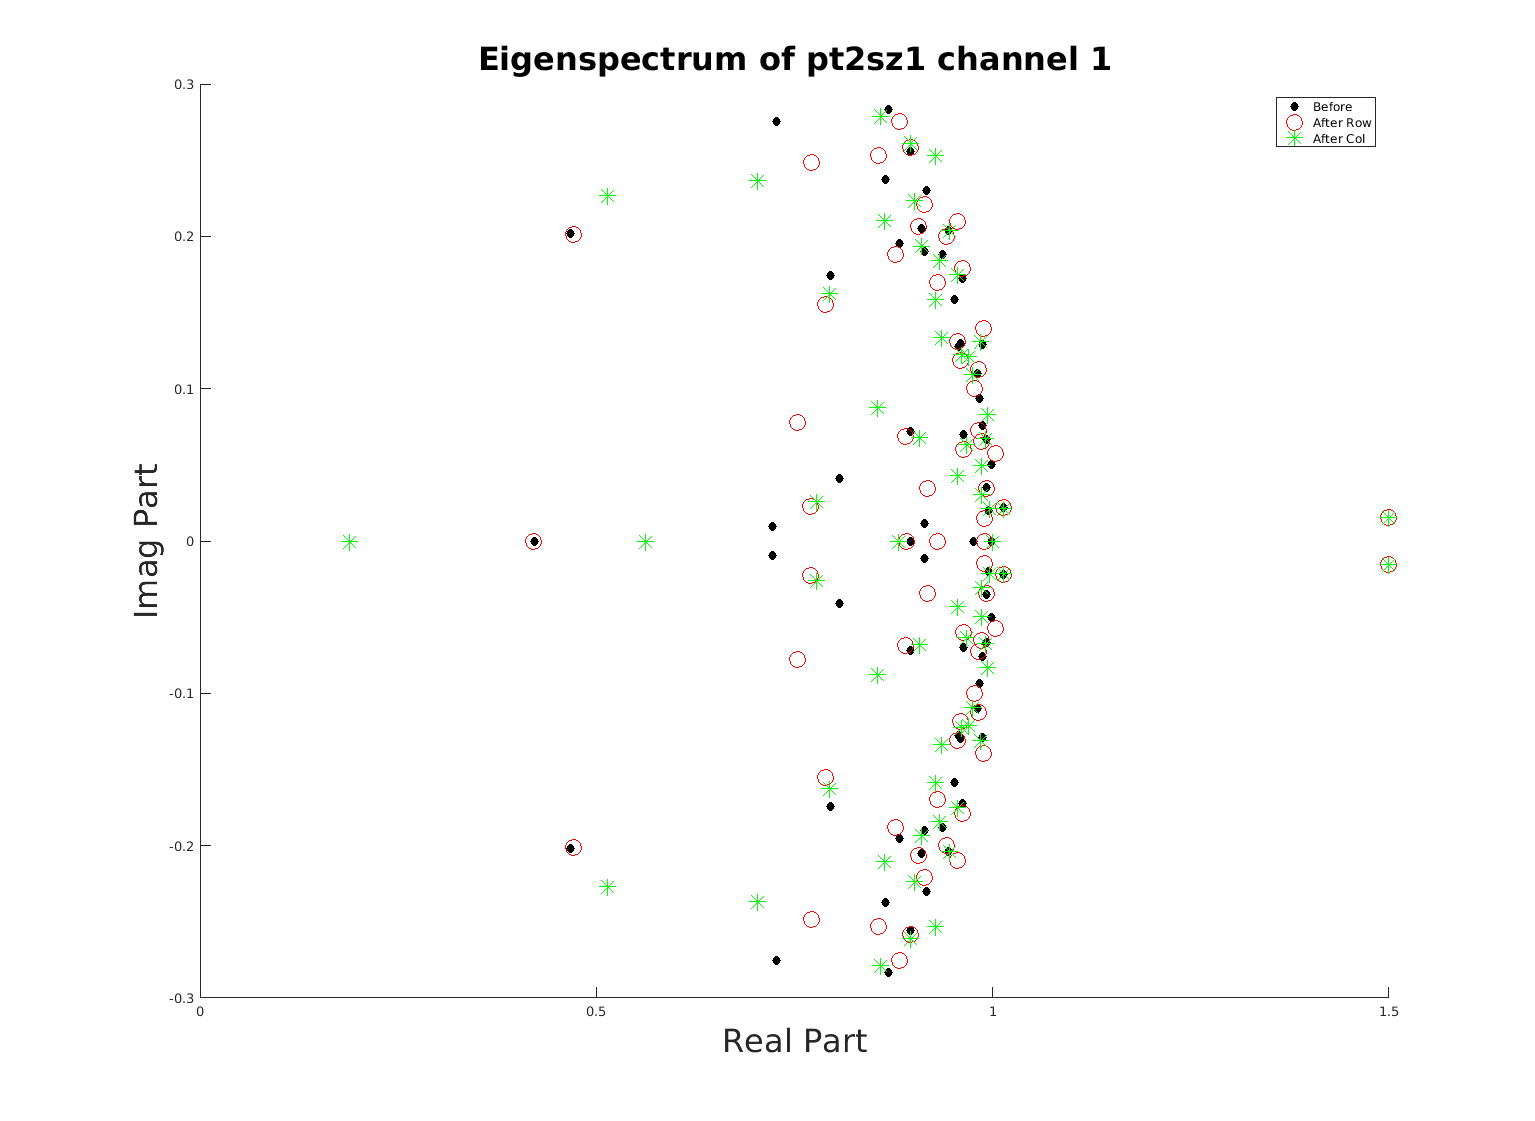 Eigenspectrum of pt2sz1 channel 1
0.3
0.2
0.1
0
-0.1
-0.2
-0.3
Imag Part
Before
After Row
After Col
0
0.5
1
1.5
Real Part